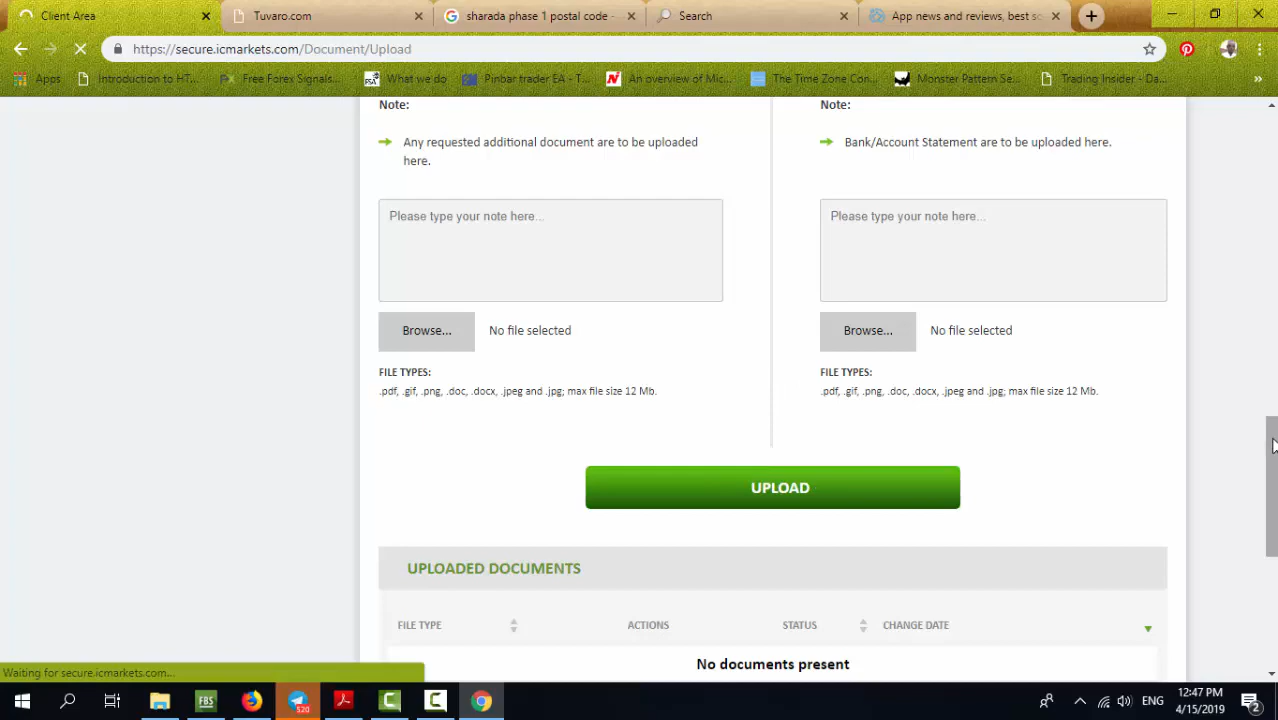 Client Area
Tuvaro.com
sharada phase 1 postal code -
Search
App news and reviews, best so
https://secure.icmarkets.com/Document/Upload
Apps
Introduction to HT...
Free Forex Signals...
What we do
Pinbar trader EA - T...
An overview of Mic...
The Time Zone Con...
Monster Pattern Se...
Trading Insider - Da...
Note:
Any requested additional document are to be uploaded
here.
Please type your note here...
Browse...
No file selected
FILE TYPES:
.pdf, .gif, .png, .doc, .docx, .jpeg and .jpg; max file size 12 Mb.
Note:
Bank/Account Statement are to be uploaded here.
Please type your note here...
Browse...
No file selected
FILE TYPES:
.pdf, .gif, .png, .doc, .docx, .jpeg and .jpg; max file size 12 Mb.
UPLOAD
UPLOADED DOCUMENTS
FILE TYPE
ACTIONS
STATUS
CHANGE DATE
No documents present
Waiting for secure.icmarkets.com...
FBS
520
ENG
12:47 PM
4/15/2019
2